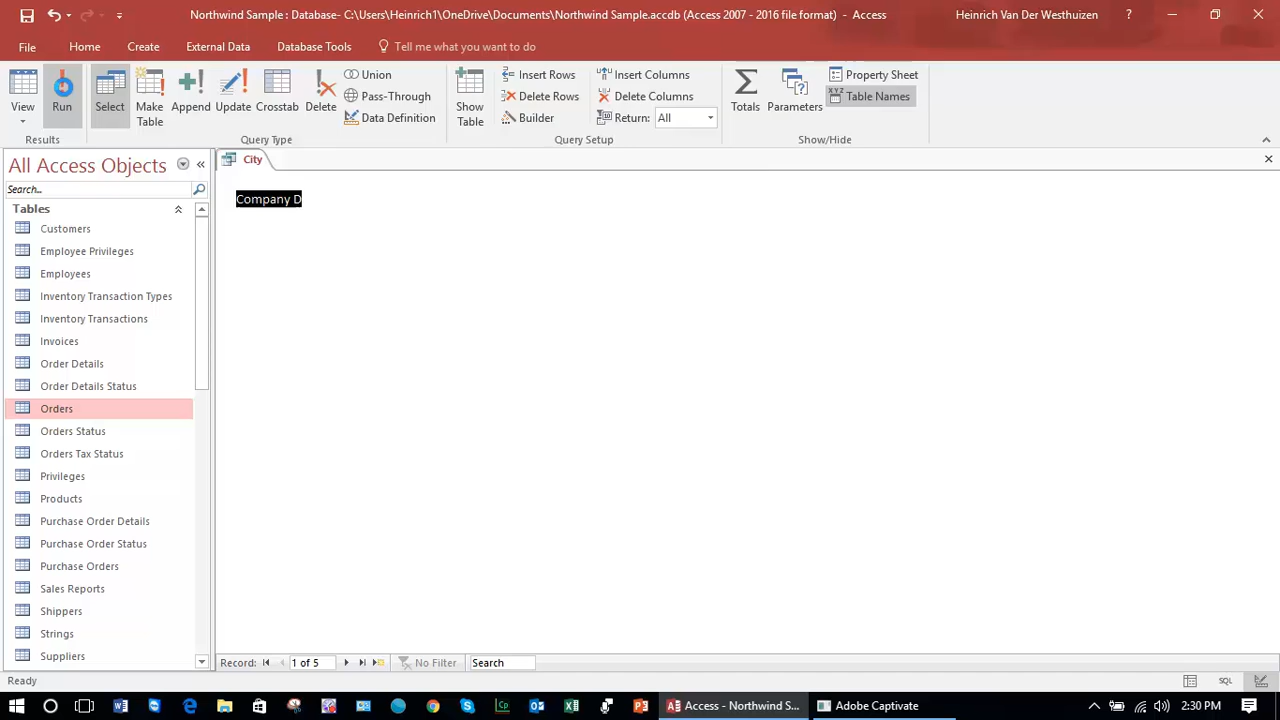 Northwind Sample : Database- C:\Users\Heinrich1\OneDrive\Documents\Northwind Sample.accdb (Access 2007 - 2016 file format) - Access
Heinrich Van Der Westhuizen
?
File
Home
Create
External Data
Database Tools
Tell me what you want to do
View
Run
Results
Select
Make Table
Append
Update
Crosstab
Delete
Union
Pass-Through
Data Definition
Query Type
Show Table
Insert Rows
Delete Rows
Builder
Insert Columns
Delete Columns
Return: All
Query Setup
Totals
Parameters
Property Sheet
Table Names
Show/Hide
All Access Objects
Search...
Tables
Customers
Employee Privileges
Employees
Inventory Transaction Types
Inventory Transactions
Invoices
Order Details
Order Details Status
Orders
Orders Status
Orders Tax Status
Privileges
Products
Purchase Order Details
Purchase Order Status
Purchase Orders
Sales Reports
Shippers
Strings
Suppliers
City
Company D
Record: 1 of 5 No Filter Search
Ready
SQL
Access - Northwind S...
Adobe Captivate
2:30 PM